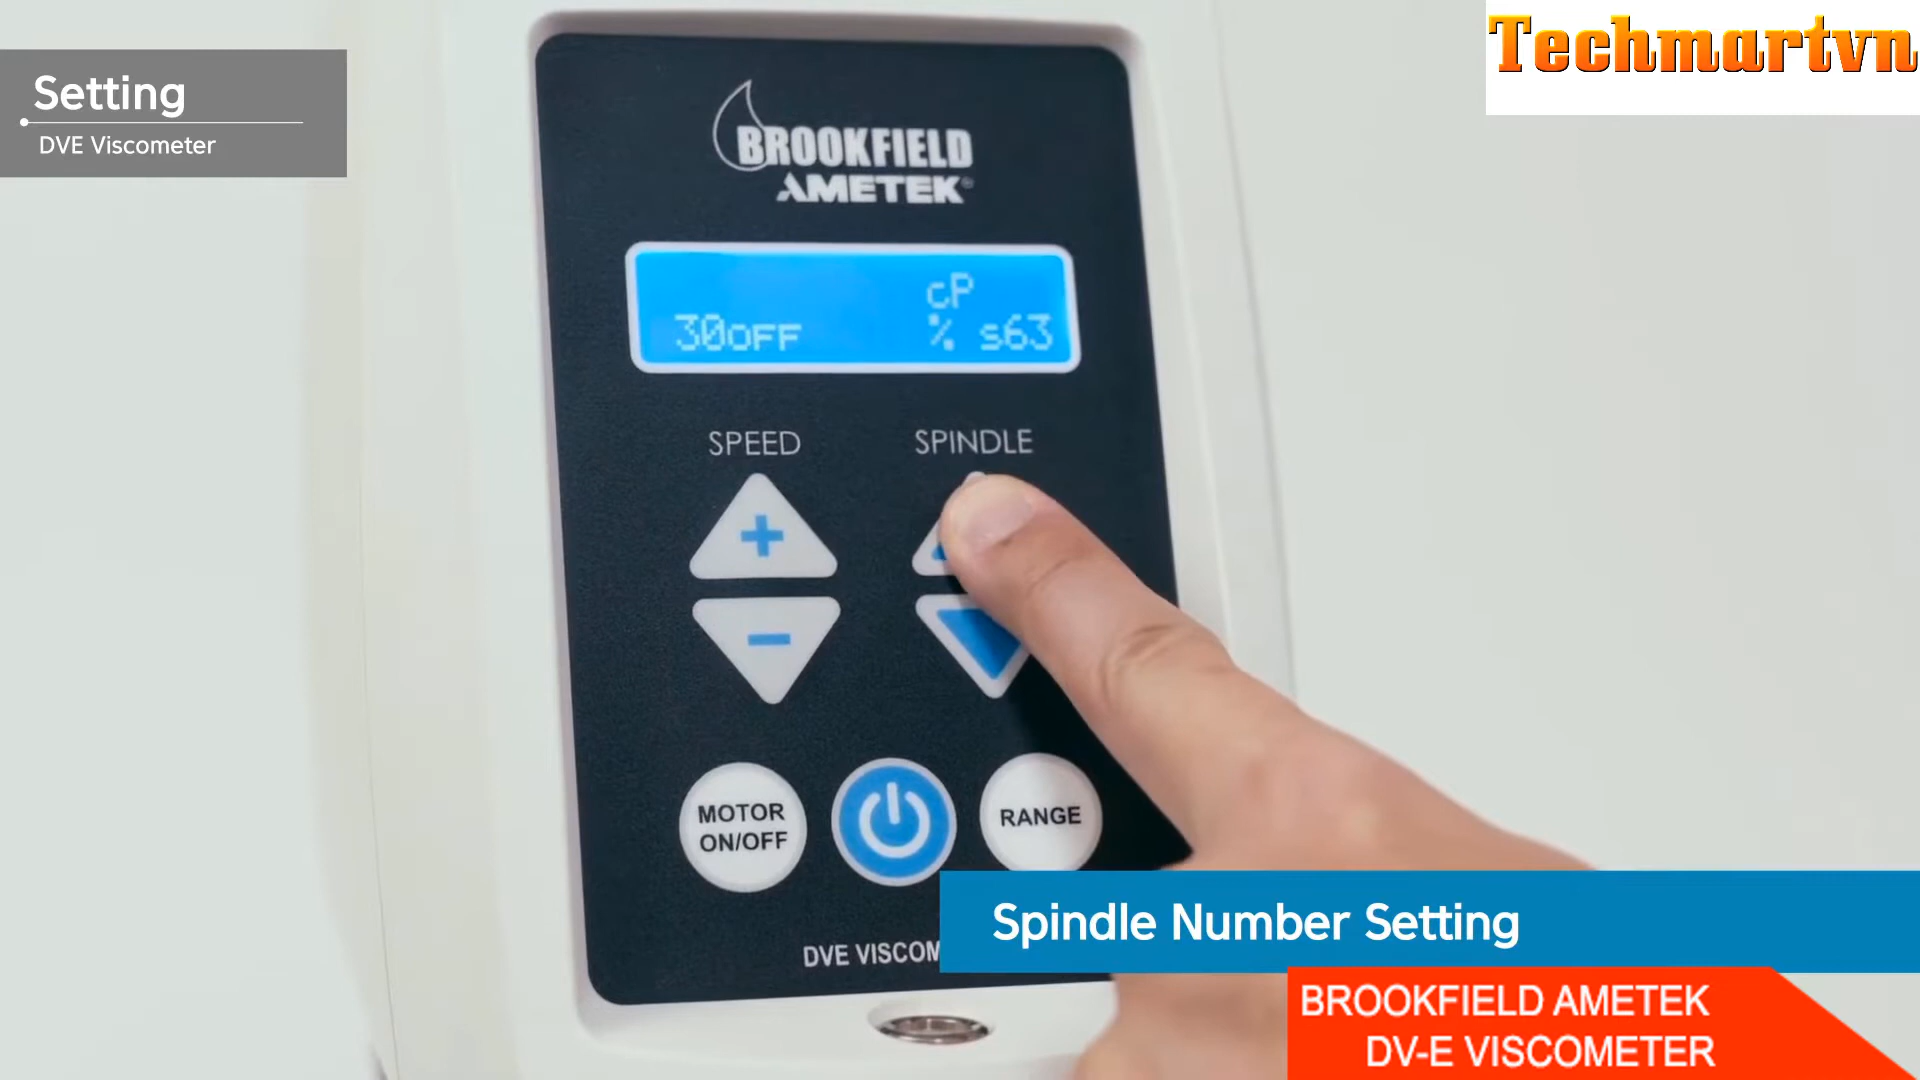 Setting
DVE Viscometer
Techmartvn
BROOKFIELD
AMETEK®
cP
30OFF % s63
SPEED SPINDLE
MOTOR
ON/OFF
RANGE
DVE VISCOM
Spindle Number Setting
BROOKFIELD AMETEK
DV-E VISCOMETER